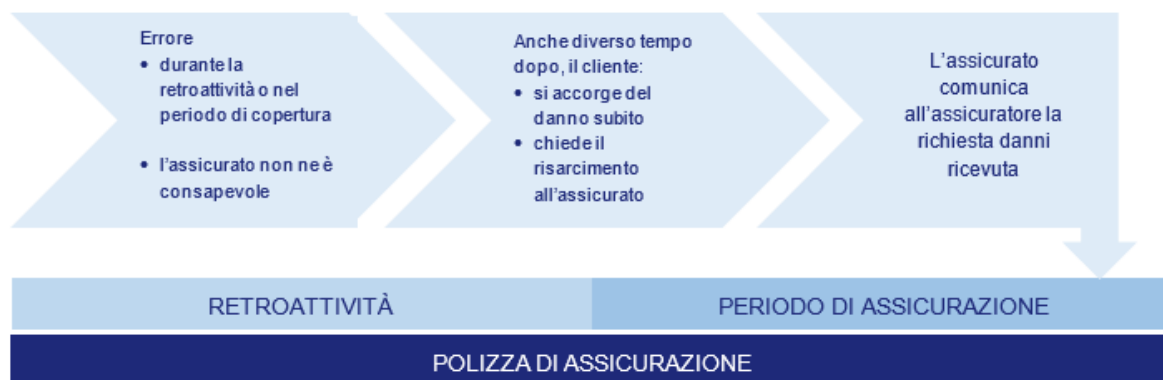 Errore
• durante la
retroattività o nel
periodo di copertura
• l'assicurato non ne è
consapevole
Anche diverso tempo
dopo, il cliente:
• si accorge del
danno subito
• chiede il
risarcimento
all'assicurato
L'assicurato
comunica
all'assicuratore la
richiesta danni
ricevuta
RETROATTIVITÀ
PERIODO DI ASSICURAZIONE
POLIZZA DI ASSICURAZIONE